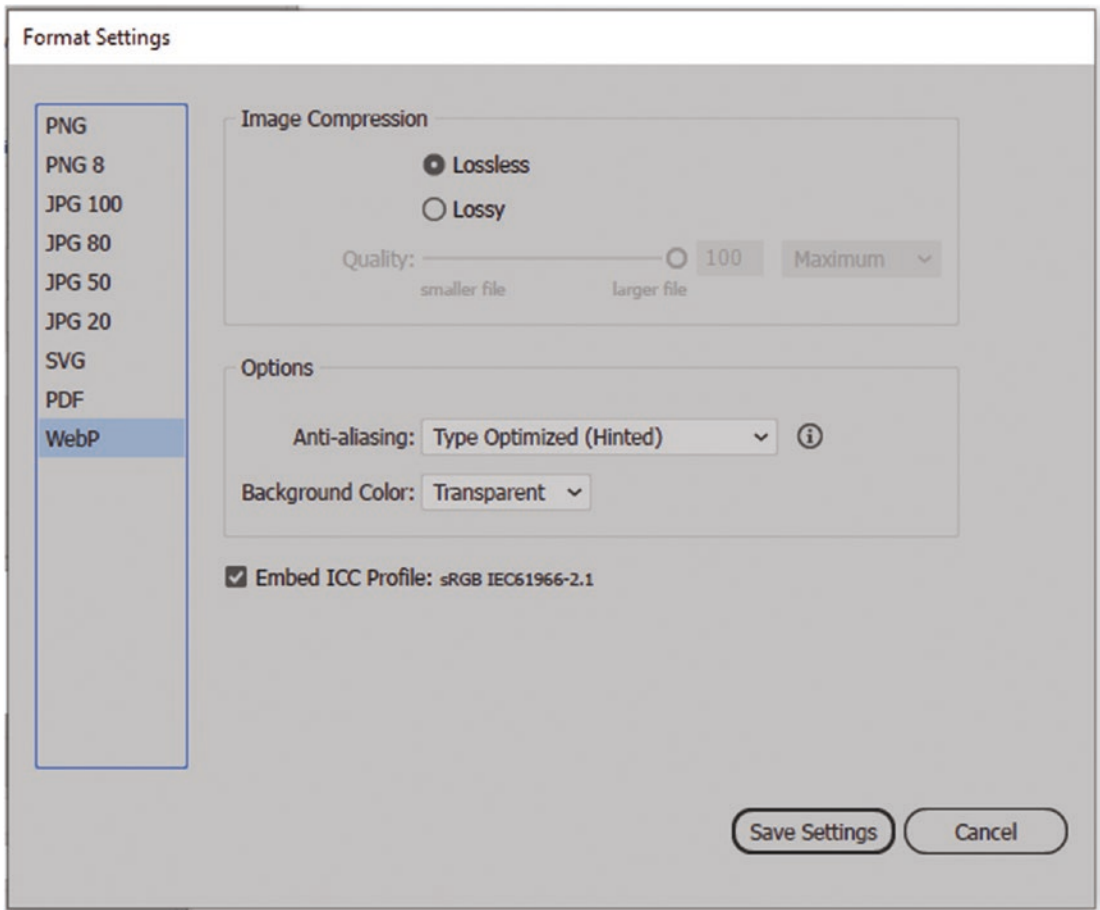 Format Settings
PNG
PNG 8
JPG 100
JPG 80
JPG 50
JPG 20
SVG
PDF
WebP
Image Compression
Lossless
Lossy
Quality: 100 Maximum
smaller file larger file
Options
Anti-aliasing: Type Optimized (Hinted)
Background Color: Transparent
Embed ICC Profile: sRGB IEC61966-2.1
Save Settings Cancel